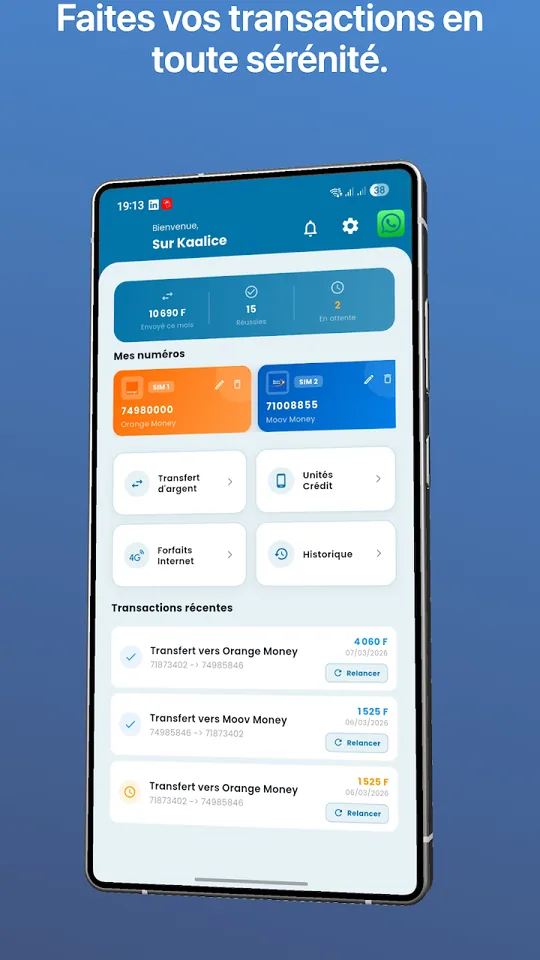 Faites vos transactions en
toute sérénité.
19:13
38
Bienvenue,
Sur Kaalice
10 690 F
Envoyé ce mois
15
Réussies
2
En attente
Mes numéros
SIM 1
74980000
Orange Money
SIM 2
71008855
Moov Money
Transfert
d'argent
Unités
Crédit
4G
Forfaits
Internet
Historique
Transactions récentes
Transfert vers Orange Money
71873402 -> 74985846
4 060 F
07/03/2026
Relancer
Transfert vers Moov Money
74985846 -> 71873402
1 525 F
06/03/2026
Relancer
Transfert vers Orange Money
71873402 -> 74985846
1 525 F
06/03/2026
Relancer